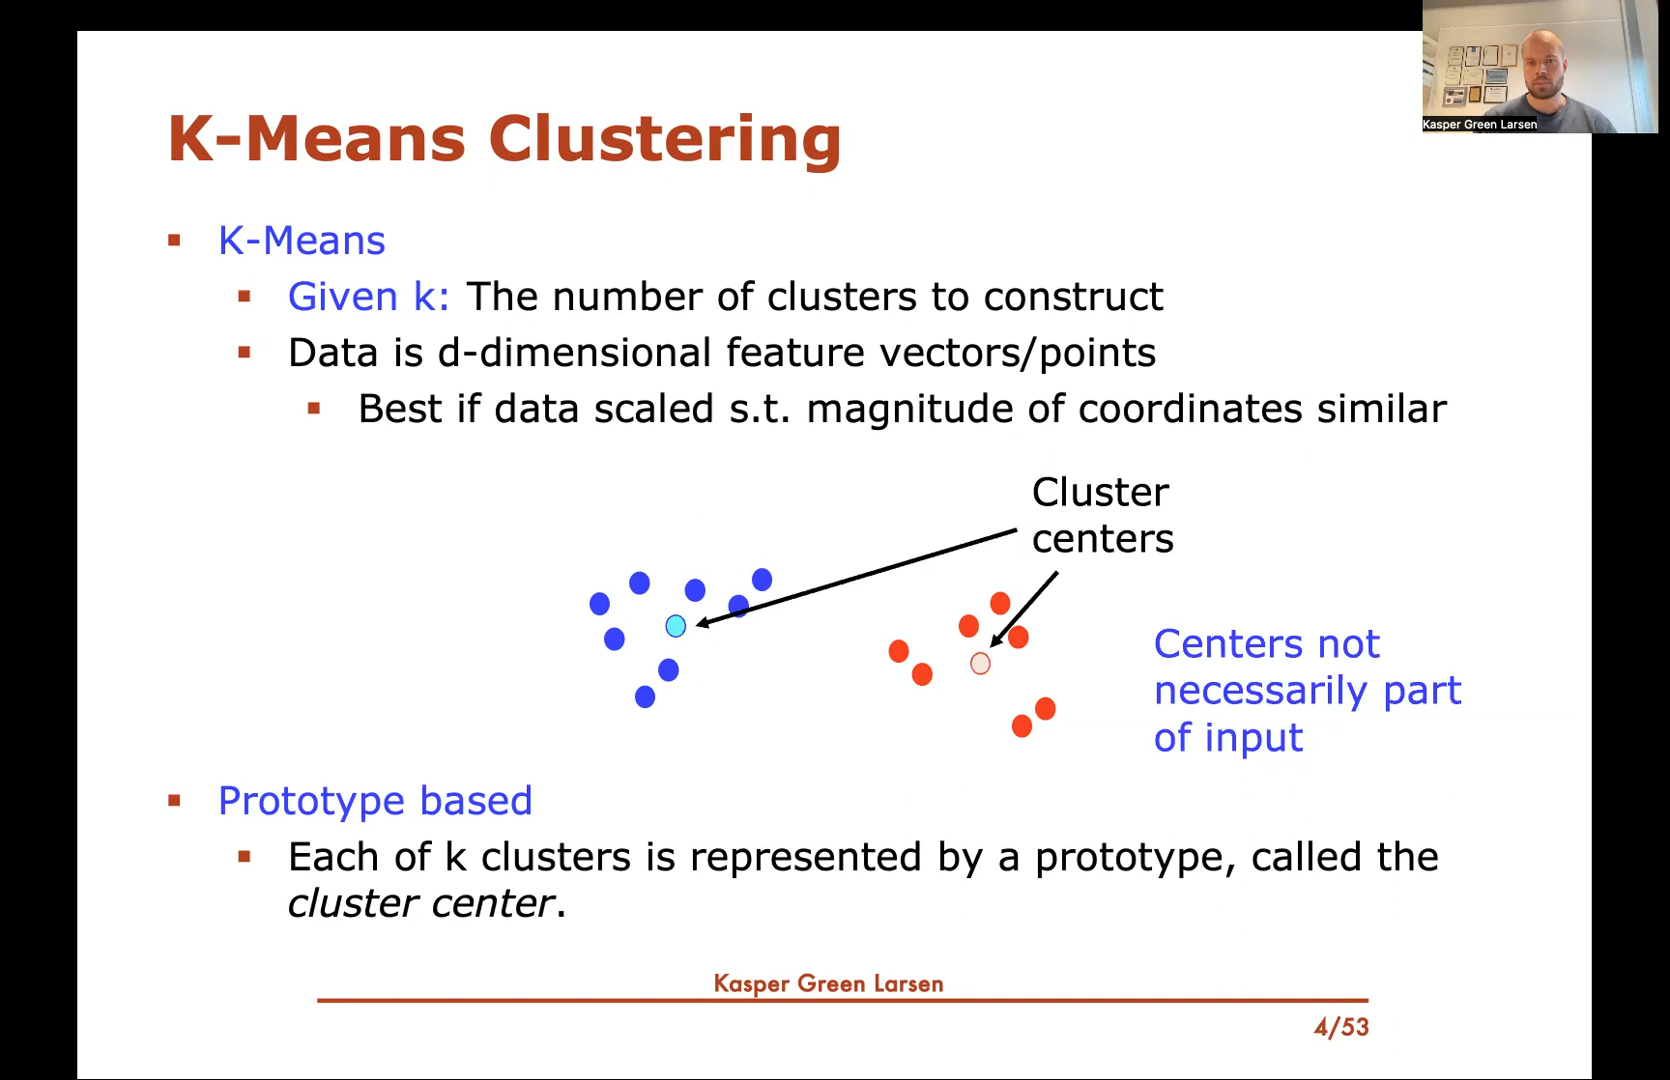 Kasper Green Larsen
K-Means Clustering
K-Means
Given k: The number of clusters to construct
Data is d-dimensional feature vectors/points
Best if data scaled s.t. magnitude of coordinates similar
Cluster
centers
Centers not
necessarily part
of input
Prototype based
Each of k clusters is represented by a prototype, called the
cluster center.
Kasper Green Larsen
4/53